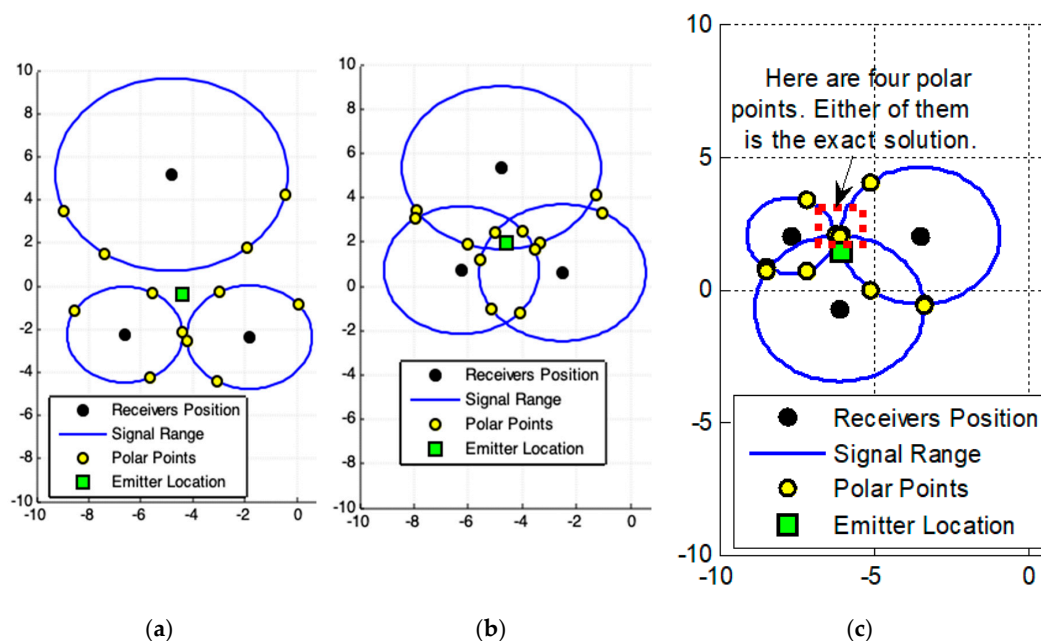 10
8
6
4
2
0
-2
-4
-6
-8
-10
-10 -8 -6 -4 -2 0
Receivers Position
Signal Range
Polar Points
Emitter Location
(a)
10
8
6
4
2
0
-2
-4
-6
-8
-10
-10 -8 -6 -4 -2 0
Receivers Position
Signal Range
Polar Points
Emitter Location
(b)
10
5
0
-5
-10
-10 -5 0
Here are four polar
points. Either of them
is the exact solution.
Receivers Position
Signal Range
Polar Points
Emitter Location
(c)